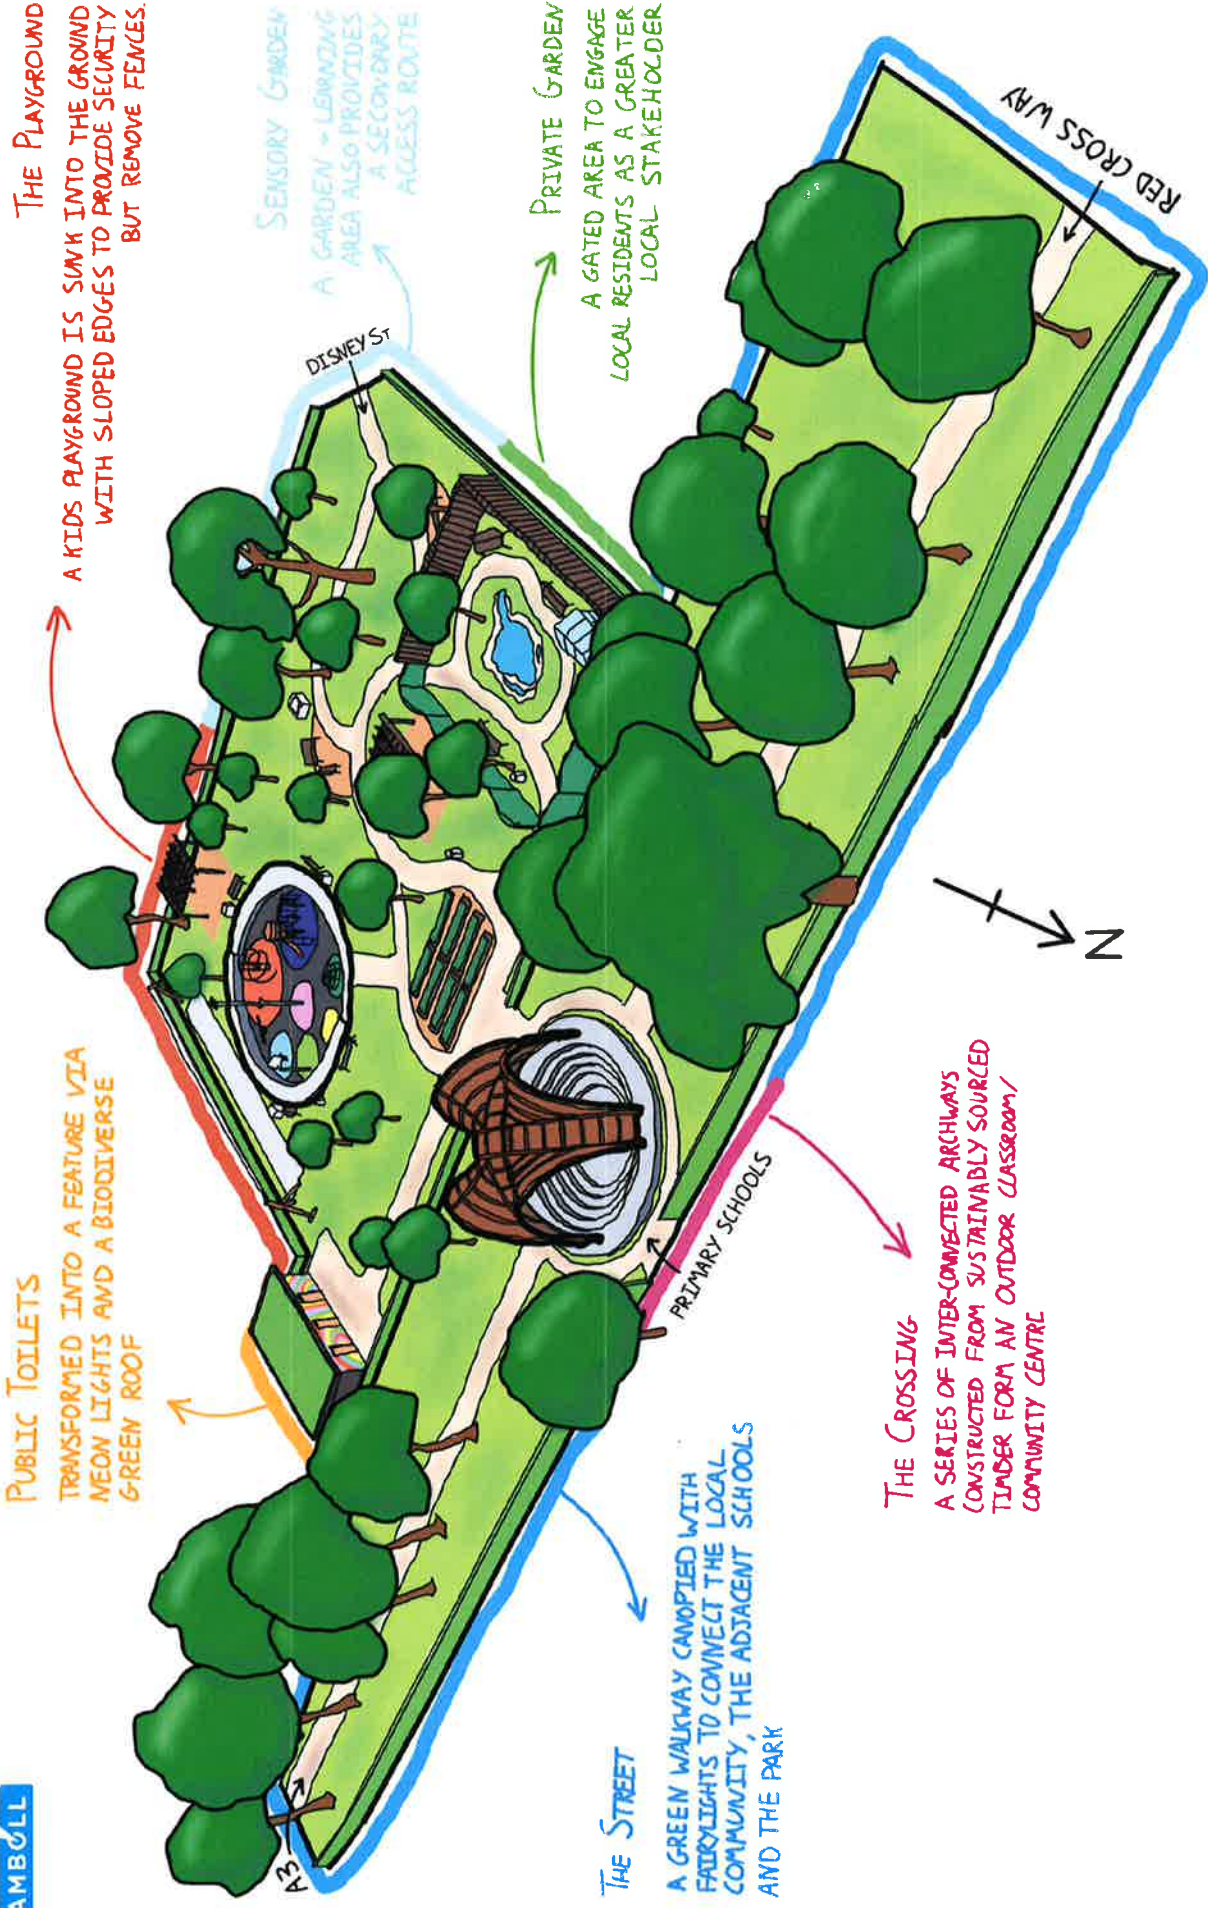 AMBOLL
PUBLIC TOILETS
TRANSFORMED INTO A FEATURE VIA
NEON LIGHTS AND A BIODIVERSE
GREEN ROOF
THE PLAYGROUND
A KIDS PLAYGROUND IS SUNK INTO THE GROUND
WITH SLOPED EDGES TO PROVIDE SECURITY
BUT REMOVE FENCES.
SENSORY GARDEN
A GARDEN + LEARNING
AREA ALSO PROVIDES
A SECONDARY
ACCESS ROUTE
DISNEY ST
PRIVATE GARDEN
A GATED AREA TO ENGAGE
LOCAL RESIDENTS AS A GREATER
LOCAL STAKEHOLDER
A3
PRIMARY SCHOOLS
RED CROSS WAY
N
THE STREET
A GREEN WALKWAY CANOPIED WITH
FAIRYLIGHTS TO CONNECT THE LOCAL
COMMUNITY, THE ADJACENT SCHOOLS
AND THE PARK
THE CROSSING
A SERIES OF INTER-CONNECTED ARCHWAYS
CONSTRUCTED FROM SUSTAINABLY SOURCED
TIMBER FORM AN OUTDOOR CLASSROOM/
COMMUNITY CENTRE